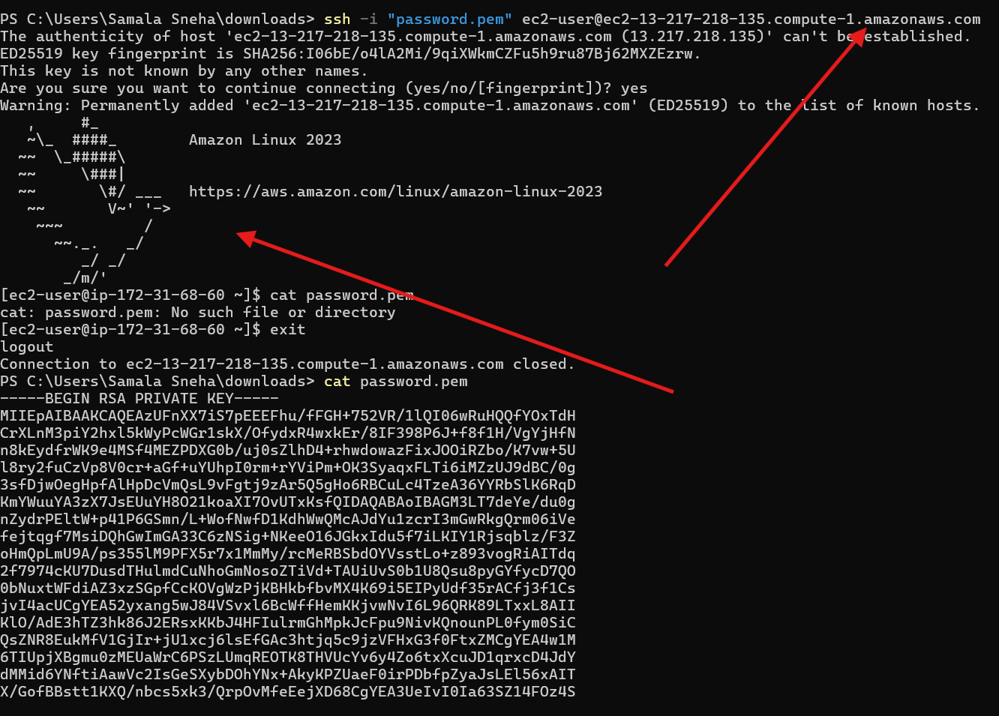 PS C:\Users\Samala Sneha\downloads> ssh -i "password.pem" ec2-user@ec2-13-217-218-135.compute-1.amazonaws.com
The authenticity of host 'ec2-13-217-218-135.compute-1.amazonaws.com (13.217.218.135)' can't be established.
ED25519 key fingerprint is SHA256:I06bE/o4lA2Mi/9qiXWkmCZFu5h9ru87Bj62MXZEzrw.
This key is not known by any other names.
Are you sure you want to continue connecting (yes/no/[fingerprint])? yes
Warning: Permanently added 'ec2-13-217-218-135.compute-1.amazonaws.com' (ED25519) to the list of known hosts.
   ,     #_
   ~\_  ####_        Amazon Linux 2023
  ~~  \_#####\
  ~~     \###|
  ~~       \#/ ___   https://aws.amazon.com/linux/amazon-linux-2023
   ~~       V~' '->
    ~~~         /
      ~~._.   _/
         _/ _/
       _/m/'
[ec2-user@ip-172-31-68-60 ~]$ cat password.pem
cat: password.pem: No such file or directory
[ec2-user@ip-172-31-68-60 ~]$ exit
logout
Connection to ec2-13-217-218-135.compute-1.amazonaws.com closed.
PS C:\Users\Samala Sneha\downloads> cat password.pem
-----BEGIN RSA PRIVATE KEY-----
MIIEpAIBAAKCAQEAzUFnXX7iS7pEEEFhu/fFGH+752VR/1lQI06wRuHQQfYOxTdH
CrXLnM3piY2hxl5kWyPcWGr1skX/OfydxR4wxkEr/8IF398P6J+f8f1H/VgYjHfN
n8kEydfrWK9e4MSf4MEZPDXG0b/uj0sZlhD4+rhwdowazFixJOOiRZbo/K7vw+5U
l8ry2fuCzVp8V0cr+aGf+uYUhpI0rm+rYViPm+OK3SyaqxFLTi6iMZzUJ9dBC/0g
3sfDjwOegHpfAlHpDcVmQsL9vFgtj9zAr5Q5gHo6RBCuLc4TzeA36YYRbSlK6RqD
KmYWuuYA3zX7JsEUuYH8O21koaXI7OvUTxKsfQIDAQABAoIBAGM3LT7deYe/du0g
nZydrPEltW+p41P6GSmn/L+WofNwfD1KdhWwQMcAJdYu1zcrI3mGwRkgQrm06iVe
fejtqgf7MsiDQhGwImGA33C6zNSig+NKeeO16JGkxIdu5f7iLKIY1Rjsqblz/F3Z
oHmQpLmU9A/ps355lM9PFX5r7x1MmMy/rcMeRBSbdOYVsstLo+z893vogRiAITdq
2f7974cKU7DusdTHulmdCuNhoGmNosoZTiVd+TAUiUvS0b1U8Qsu8pyGYfycD7QO
0bNuxtWFdiAZ3xzSGpfCcKOVgWzPjKBHkbfbvMX4K69i5EIPyUdf35rACfj3f1Cs
jvI4acUCgYEA52yxang5wJ84VSvxl6BcWffHemKKjvwNvI6L96QRK89LTxxL8AII
KlO/AdE3hTZ3hk86J2ERsxKKbJ4HFIulrmGhMpkJcFpu9NivKQnounPL0fym0SiC
QsZNR8EukMfV1GjIr+jU1xcj6lsEfGAc3htjq5c9jzVFHxG3f0FtxZMCgYEA4w1M
6TIUpjXBgmu0zMEUaWrC6PSzLUmqREOTK8THVUcYv6y4Zo6txXcuJD1qrxcD4JdY
dMMid6YNftiAawVc2IsGeSXybDOhYNx+AkyKPZUaeF0irPDbfpZyaJsLEl56xAIT
X/GofBBstt1KXQ/nbcs5xk3/QrpOvMfeEejXD68CgYEA3UeIvI0Ia63SZ14FOz4S